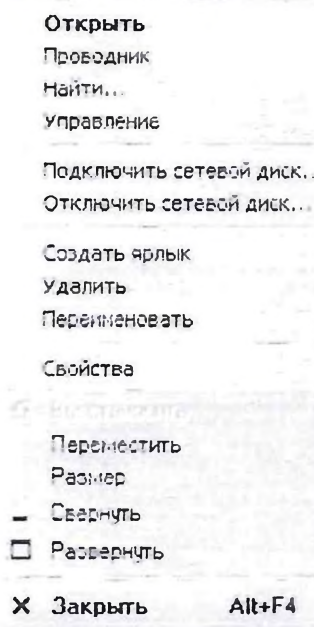 Открыть
Проводник
Найти...
Управление
Подключить сетевой диск...
Отключить сетевой диск...
Создать ярлык
Удалить
Переименовать
Свойства
Восстановить
Переместить
Размер
Свернуть
Развернуть
Закрыть Alt+F4